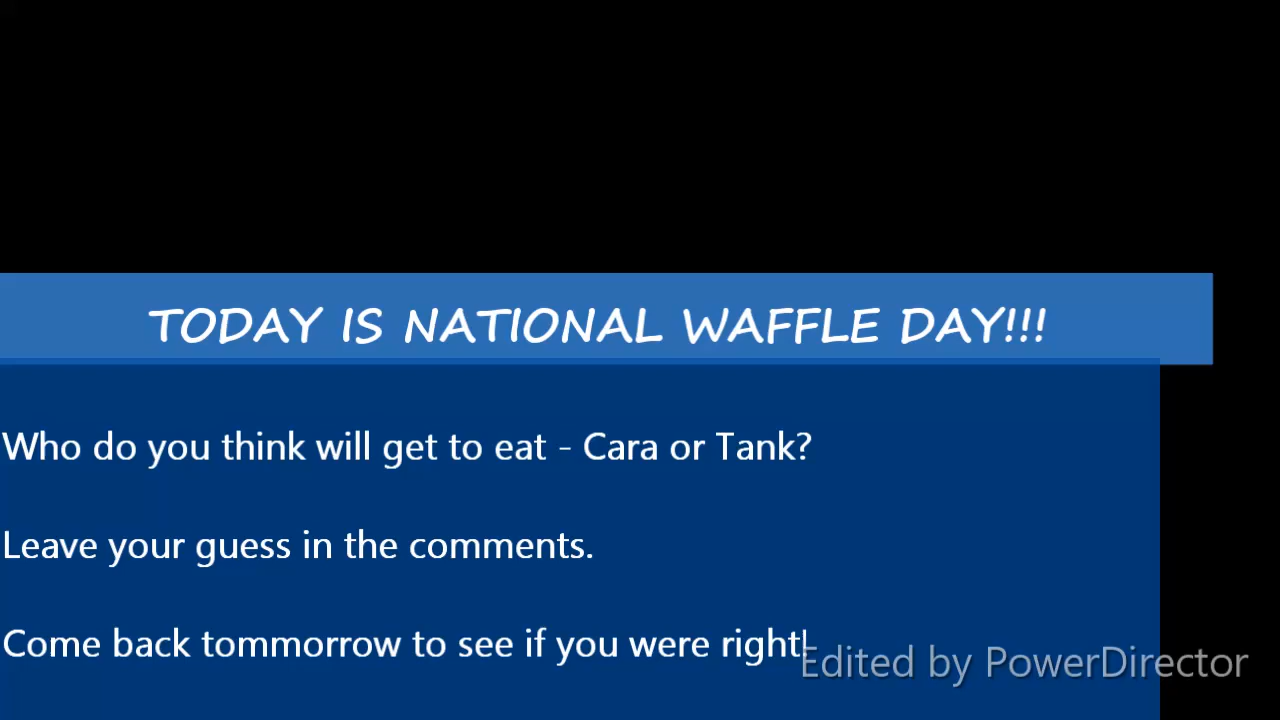 TODAY IS NATIONAL WAFFLE DAY!!!
Who do you think will get to eat - Cara or Tank?
Leave your guess in the comments.
Come back tommorrow to see if you were right!
Edited by PowerDirector